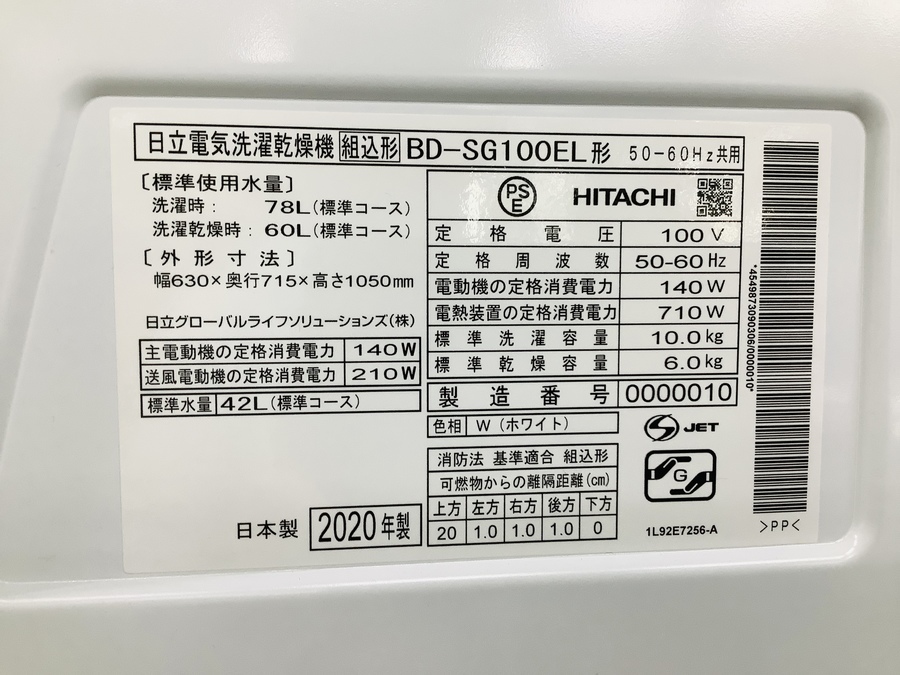 日立電気洗濯乾燥機 組込形 BD-SG100EL形 50-60Hz共用
〔標準使用水量〕
洗濯時： 78L(標準コース)
洗濯乾燥時：60L(標準コース)
〔外形寸法〕
幅630×奥行715×高さ1050mm
日立グローバルライフソリューションズ(株)
主電動機の定格消費電力 140W
送風電動機の定格消費電力 210W
標準水量 42L(標準コース)
日本製 2020年製
PS
E
HITACHI
定格電圧 100V
定格周波数 50-60Hz
電動機の定格消費電力 140W
電熱装置の定格消費電力 710W
標準洗濯容量 10.0kg
標準乾燥容量 6.0kg
製造番号 0000010
色相 W(ホワイト)
消防法 基準適合 組込形
可燃物からの離隔距離(cm)
上方 左方 右方 後方 下方
20 1.0 1.0 1.0 0
S JET
G
1L92E7256-A
*4549873090306/0000010*
>PP<